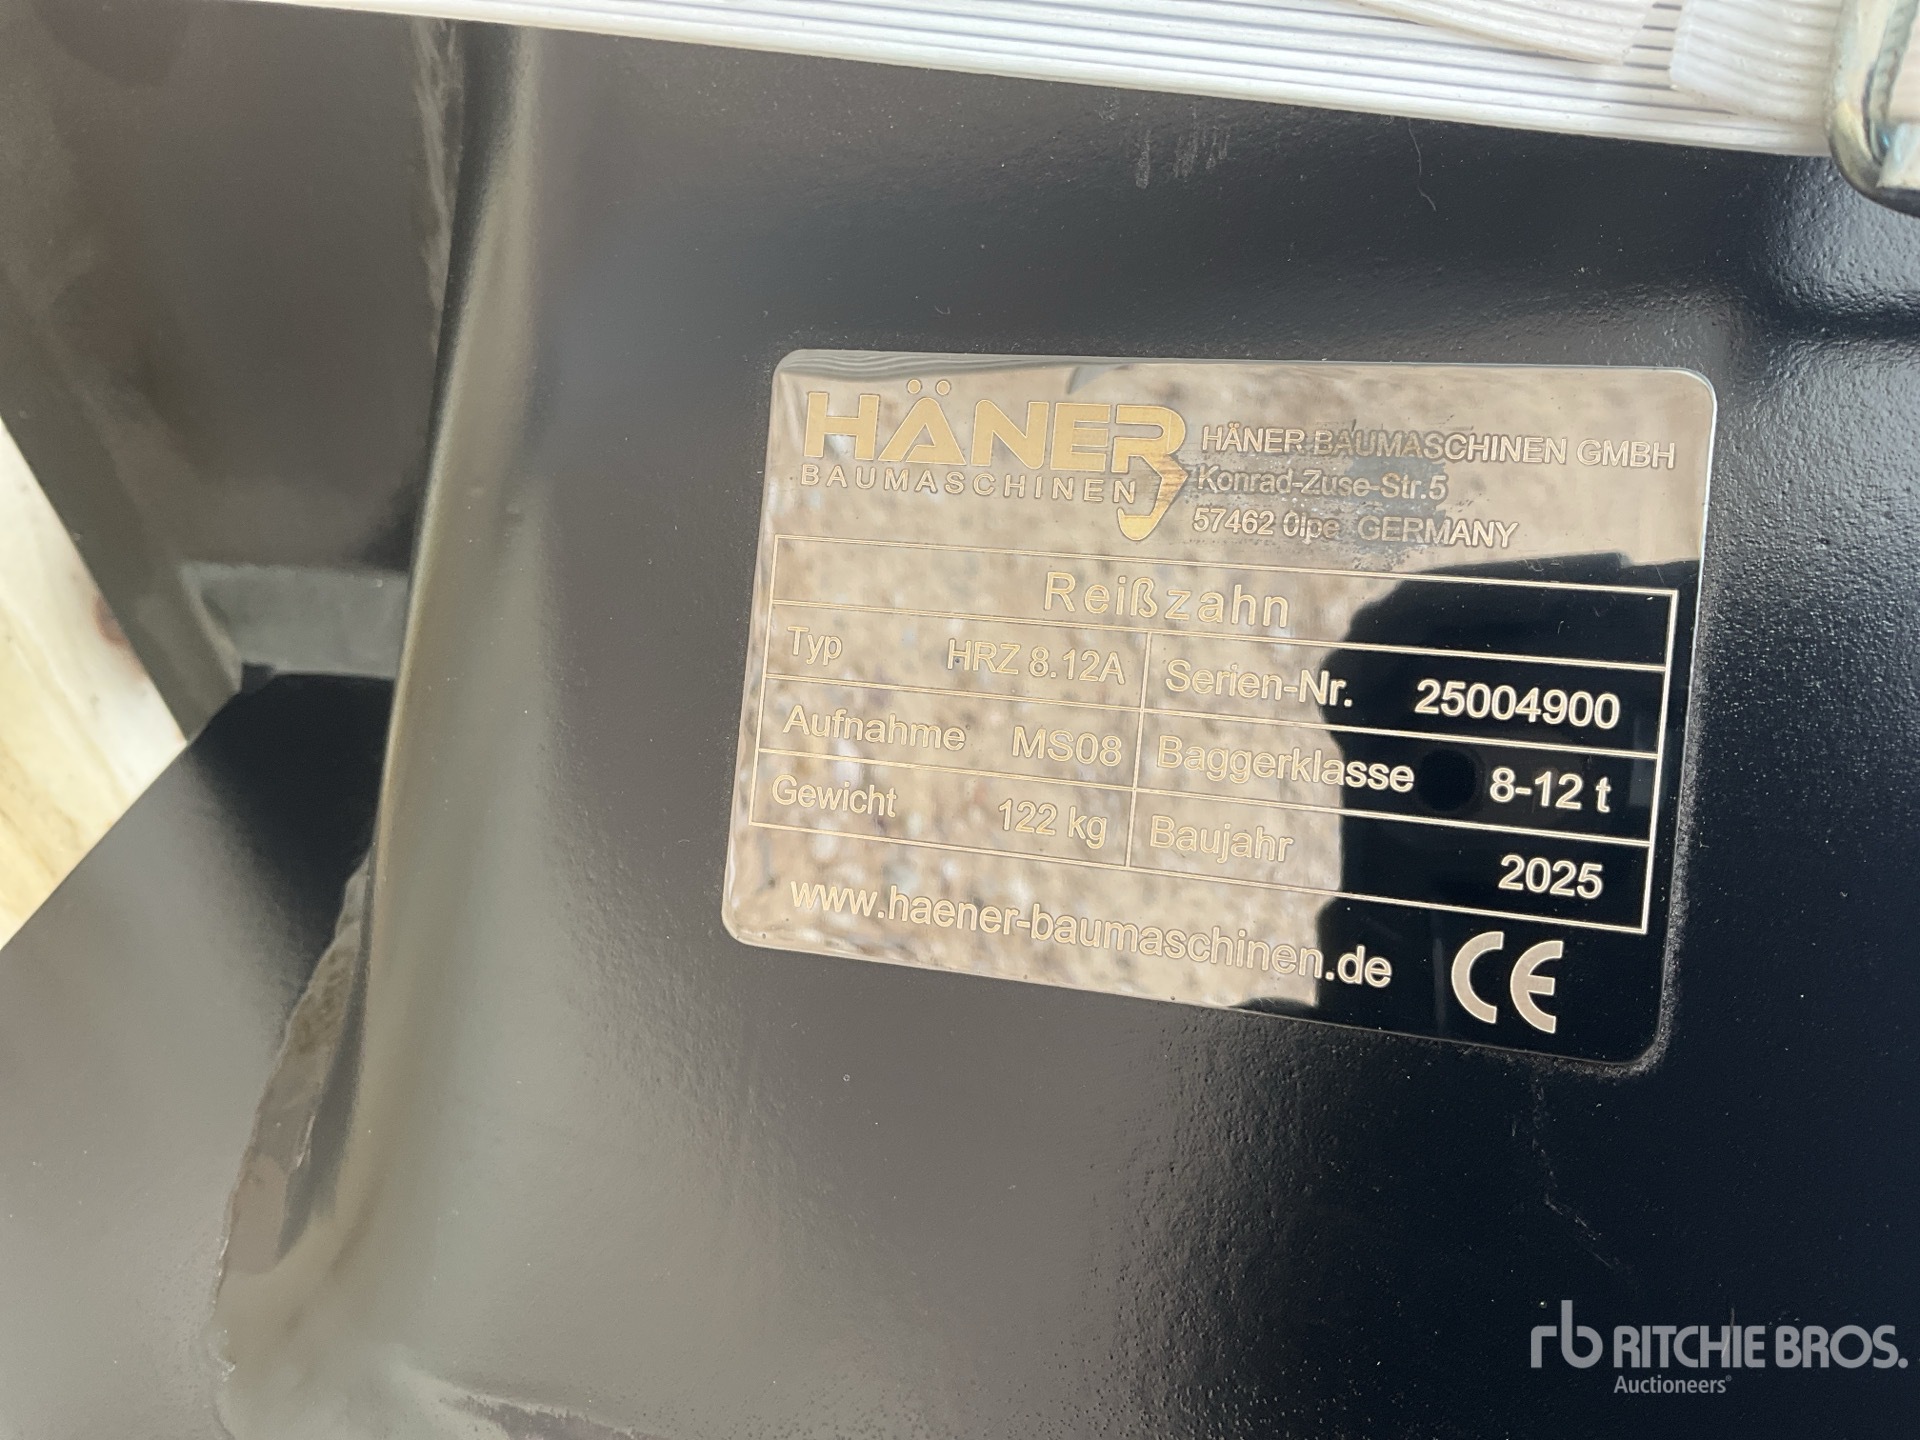 HÄNER
BAUMASCHINEN
HÄNER BAUMASCHINEN GMBH
Konrad-Zuse-Str.5
57462 Olpe GERMANY
Reißzahn
Typ HRZ 8.12A Serien-Nr. 25004900
Aufnahme MS08 Baggerklasse 8-12 t
Gewicht 122 kg Baujahr 2025
www.haener-baumaschinen.de CE
rb RITCHIE BROS.
Auctioneers